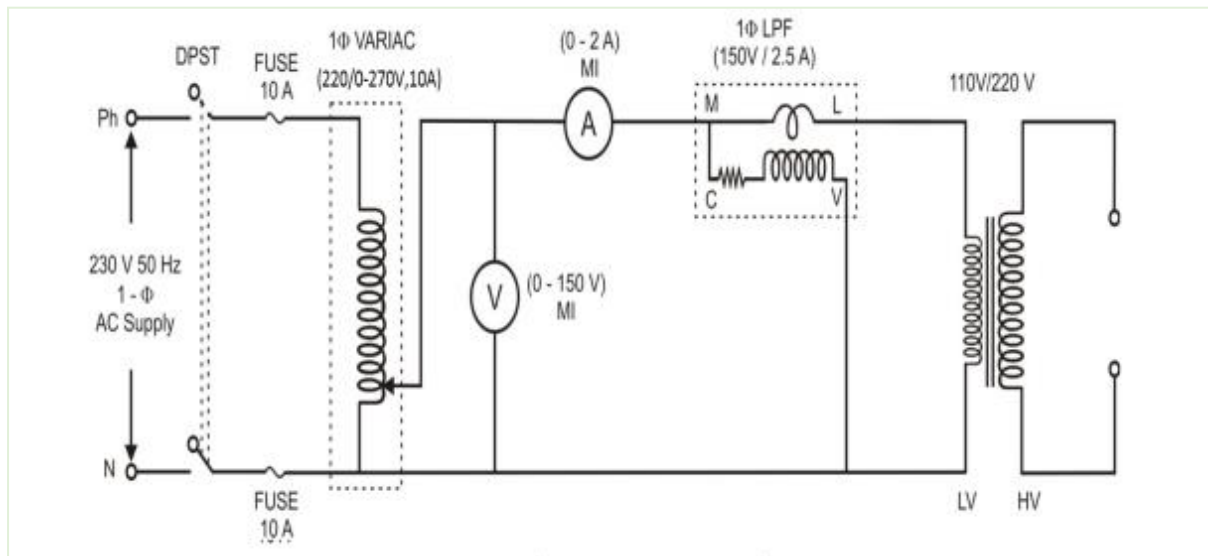 DPST
FUSE
10 A
1Φ VARIAC
(220/0-270V,10A)
(0 - 2 A)
MI
A
1Φ LPF
(150V / 2.5 A)
M
L
C
V
110V/220 V
Ph
230 V 50 Hz
1 - Φ
AC Supply
N
V
(0 - 150 V)
MI
FUSE
10 A
LV
HV